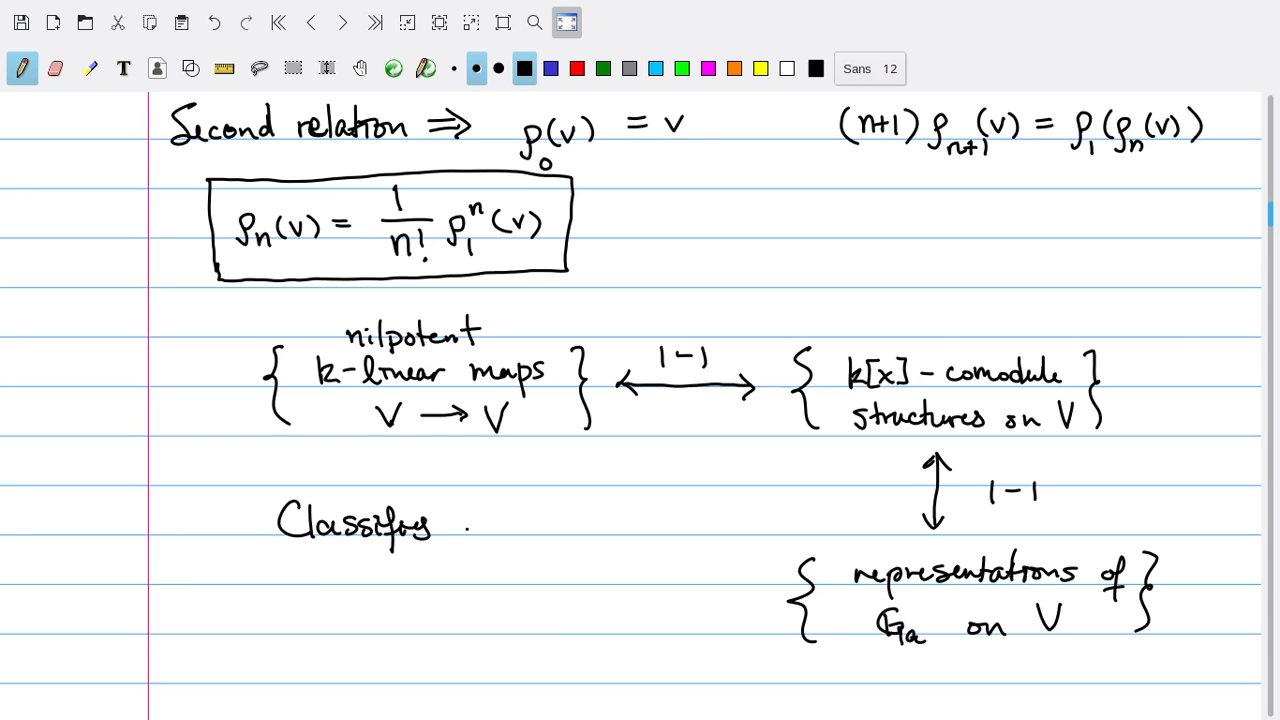 Sans 12
Second relation ⟹ ρ₀(v) = v (n+1) ρₙ₊₁(v) = ρ₁(ρₙ(v))
ρₙ(v) = 1/n! ρ₁ⁿ(v)
nilpotent
{ k-linear maps } ⟷ 1-1 { k[x] - comodule }
V → V structures on V
↕ 1-1
Classifies
{ representations of }
𝔾ₐ on V